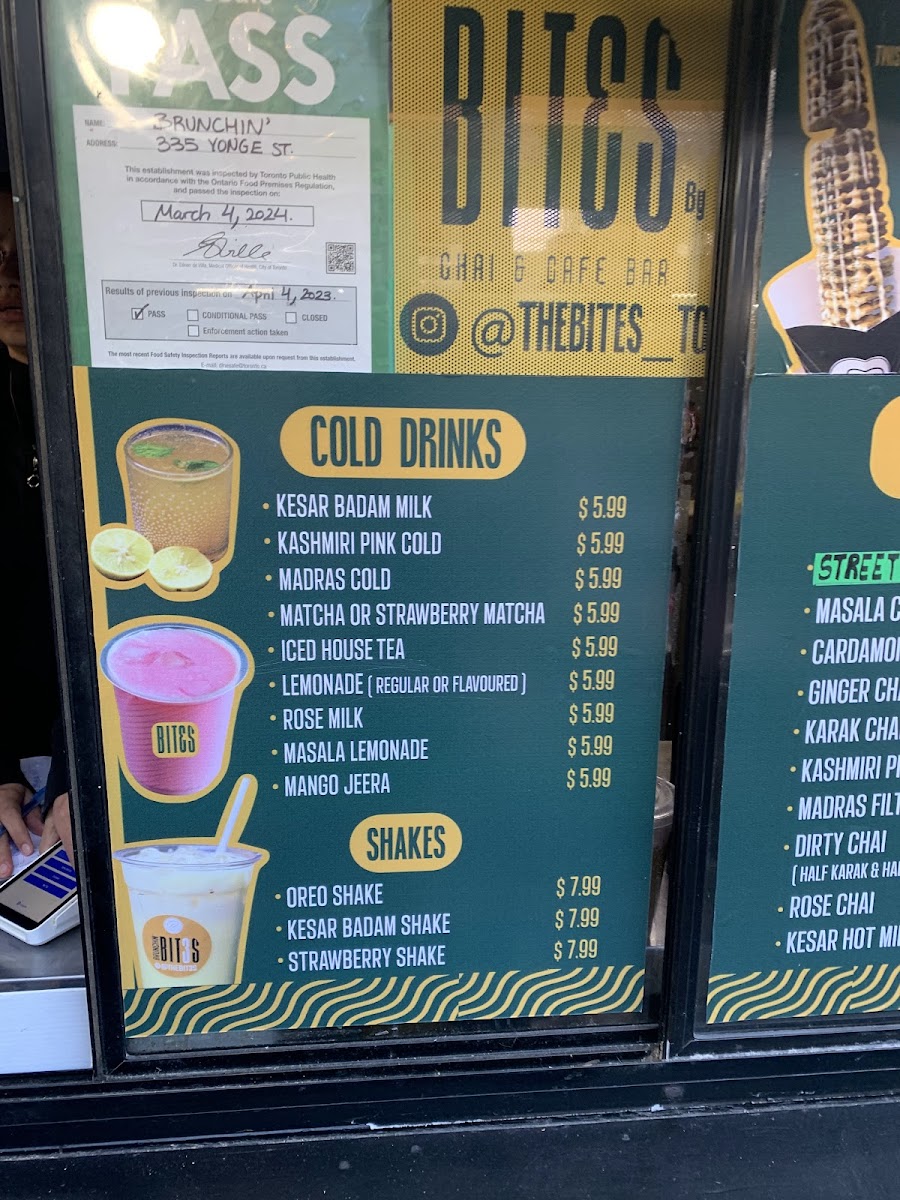 PASS
NAME: BRUNCHIN'
ADDRESS: 335 YONGE ST.
This establishment was inspected by Toronto Public Health
in accordance with the Ontario Food Premises Regulation,
and passed the inspection on:
March 4, 2024.
Results of previous inspection on April 4, 2023.
PASS CONDITIONAL PASS CLOSED
Enforcement action taken
The most recent Food Safety Inspection Reports are available upon request from this establishment.
BITES
By
CHAI & CAFE BAR
@THEBITES_TO
COLD DRINKS
• KESAR BADAM MILK $ 5.99
• KASHMIRI PINK COLD $ 5.99
• MADRAS COLD $ 5.99
• MATCHA OR STRAWBERRY MATCHA $ 5.99
• ICED HOUSE TEA $ 5.99
• LEMONADE ( REGULAR OR FLAVOURED ) $ 5.99
• ROSE MILK $ 5.99
• MASALA LEMONADE $ 5.99
• MANGO JEERA $ 5.99
BITES
SHAKES
• OREO SHAKE $ 7.99
• KESAR BADAM SHAKE $ 7.99
• STRAWBERRY SHAKE $ 7.99
BIT3S
• STREET
• MASALA C
• CARDAMO
• GINGER CHA
• KARAK CHA
• KASHMIRI PI
• MADRAS FILT
• DIRTY CHAI
( HALF KARAK & HA
• ROSE CHAI
• KESAR HOT MI